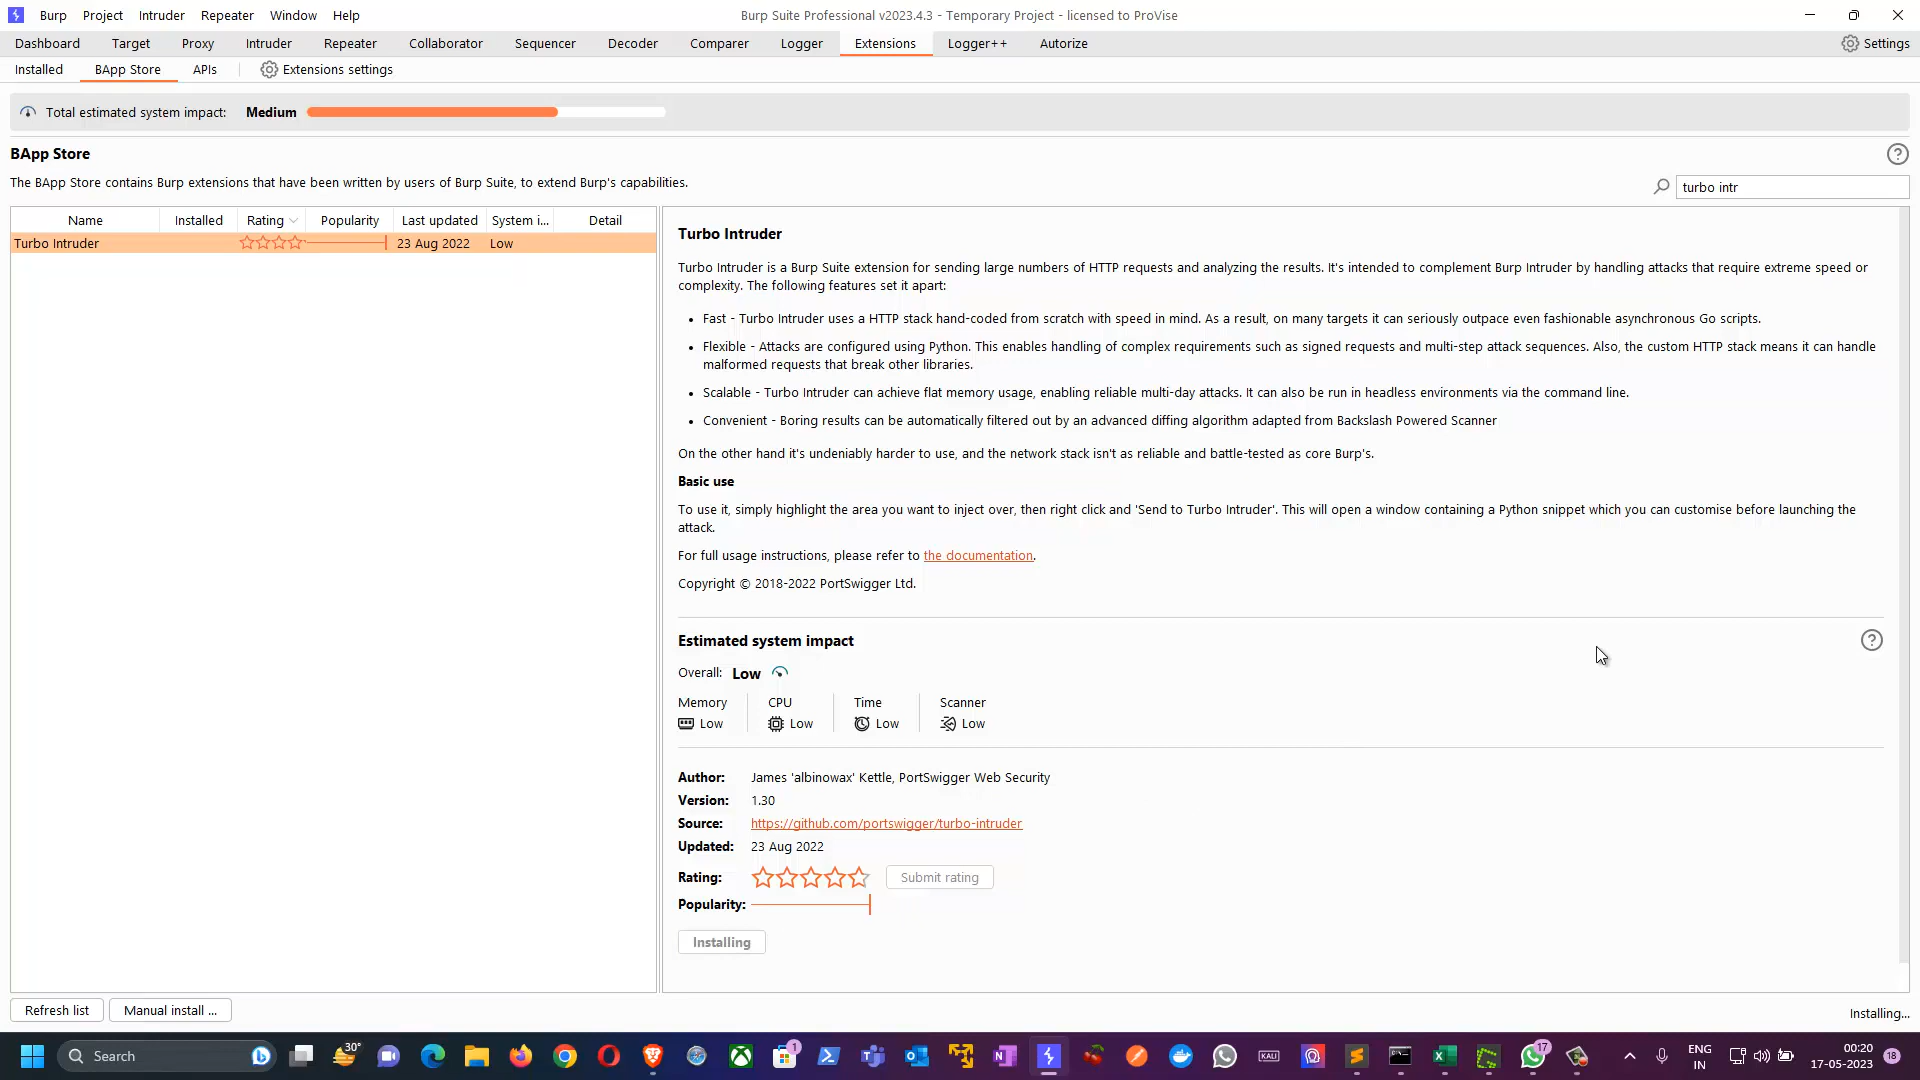 Burp Project Intruder Repeater Window Help Burp Suite Professional v2023.4.3 - Temporary Project - licensed to ProVise
Dashboard Target Proxy Intruder Repeater Collaborator Sequencer Decoder Comparer Logger Extensions Logger++ Autorize Settings
Installed BApp Store APIs Extensions settings
Total estimated system impact: Medium
BApp Store
The BApp Store contains Burp extensions that have been written by users of Burp Suite, to extend Burp's capabilities.
turbo intr
Name Installed Rating Popularity Last updated System i... Detail
Turbo Intruder 23 Aug 2022 Low
Turbo Intruder
Turbo Intruder is a Burp Suite extension for sending large numbers of HTTP requests and analyzing the results. It's intended to complement Burp Intruder by handling attacks that require extreme speed or
complexity. The following features set it apart:
• Fast - Turbo Intruder uses a HTTP stack hand-coded from scratch with speed in mind. As a result, on many targets it can seriously outpace even fashionable asynchronous Go scripts.
• Flexible - Attacks are configured using Python. This enables handling of complex requirements such as signed requests and multi-step attack sequences. Also, the custom HTTP stack means it can handle
malformed requests that break other libraries.
• Scalable - Turbo Intruder can achieve flat memory usage, enabling reliable multi-day attacks. It can also be run in headless environments via the command line.
• Convenient - Boring results can be automatically filtered out by an advanced diffing algorithm adapted from Backslash Powered Scanner
On the other hand it's undeniably harder to use, and the network stack isn't as reliable and battle-tested as core Burp's.
Basic use
To use it, simply highlight the area you want to inject over, then right click and 'Send to Turbo Intruder'. This will open a window containing a Python snippet which you can customise before launching the
attack.
For full usage instructions, please refer to the documentation.
Copyright © 2018-2022 PortSwigger Ltd.
Estimated system impact
Overall: Low
Memory CPU Time Scanner
Low Low Low Low
Author: James 'albinowax' Kettle, PortSwigger Web Security
Version: 1.30
Source: https://github.com/portswigger/turbo-intruder
Updated: 23 Aug 2022
Rating: Submit rating
Popularity:
Installing
Refresh list Manual install ... Installing...
Search 30° 1 KALI 17 ENG 00:20 18
IN 17-05-2023